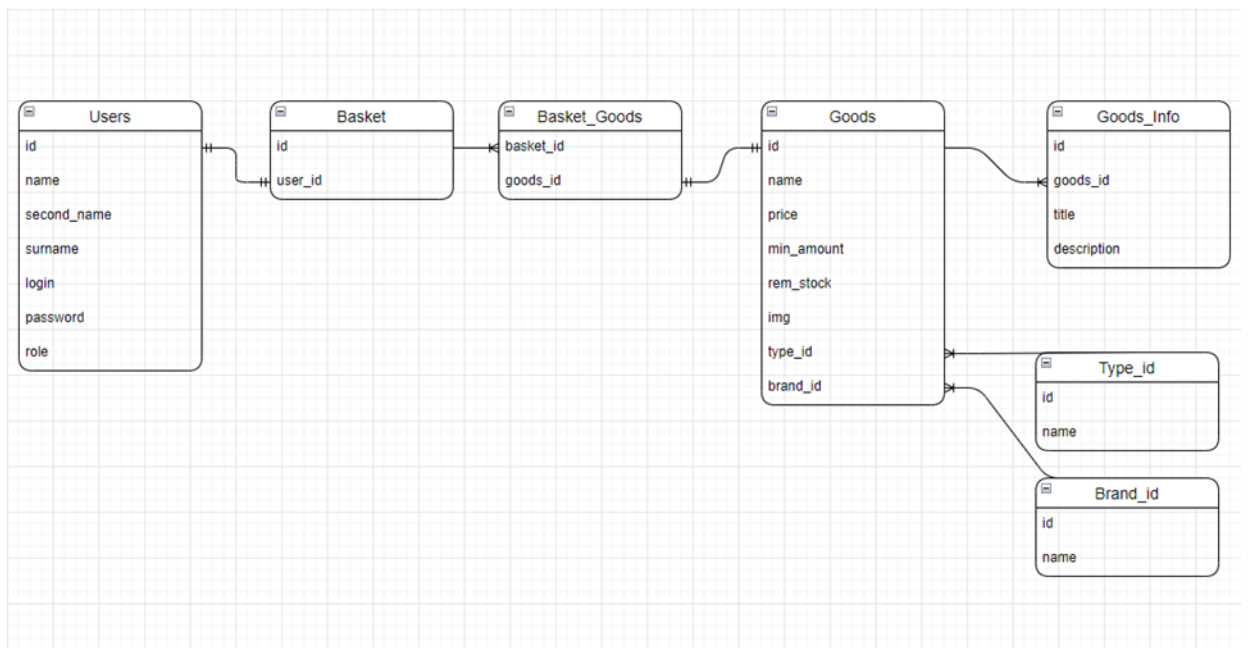 Users
id
name
second_name
surname
login
password
role
Basket
id
user_id
Basket_Goods
basket_id
goods_id
Goods
id
name
price
min_amount
rem_stock
img
type_id
brand_id
Goods_Info
id
goods_id
title
description
Type_id
id
name
Brand_id
id
name